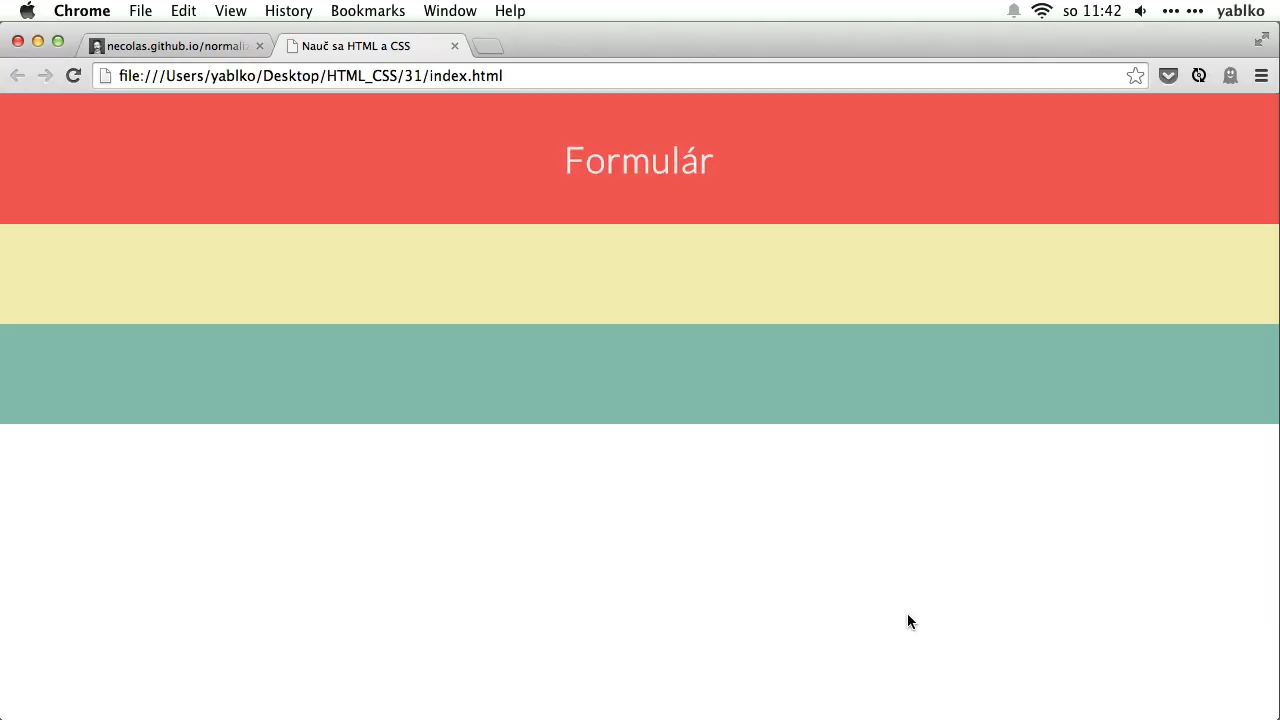 Chrome File Edit View History Bookmarks Window Help so 11:42 yablko
necolas.github.io/normaliz Nauč sa HTML a CSS
file:///Users/yablko/Desktop/HTML_CSS/31/index.html
Formulár